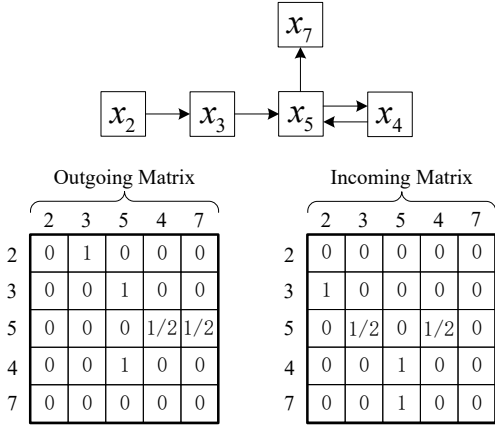 x₇
x₂ x₃ x₅ x₄
Outgoing Matrix
2 3 5 4 7
2 0 1 0 0 0
3 0 0 1 0 0
5 0 0 0 1/2 1/2
4 0 0 1 0 0
7 0 0 0 0 0
Incoming Matrix
2 3 5 4 7
2 0 0 0 0 0
3 1 0 0 0 0
5 0 1/2 0 1/2 0
4 0 0 1 0 0
7 0 0 1 0 0